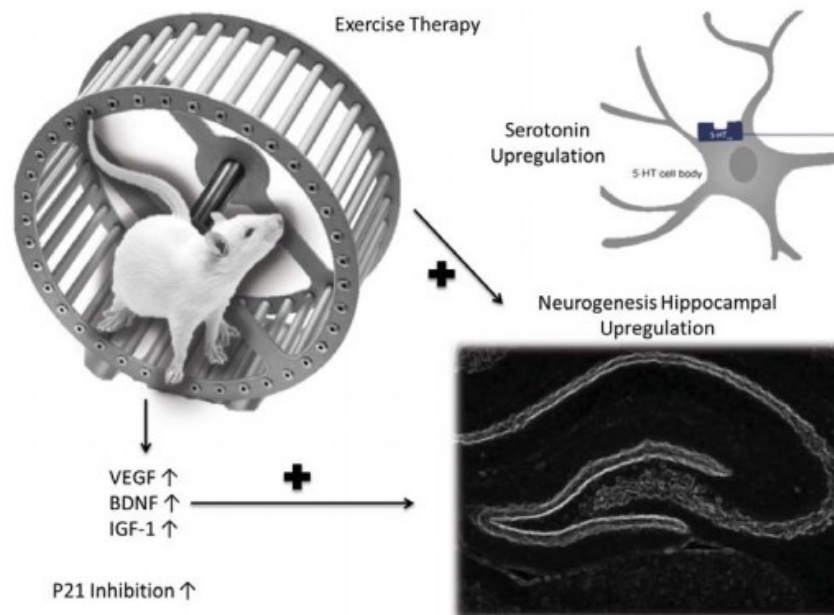 Exercise Therapy
Serotonin
Upregulation
5-HT
5-HT cell body
Neurogenesis Hippocampal
Upregulation
VEGF ↑
BDNF ↑
IGF-1 ↑
P21 Inhibition ↑